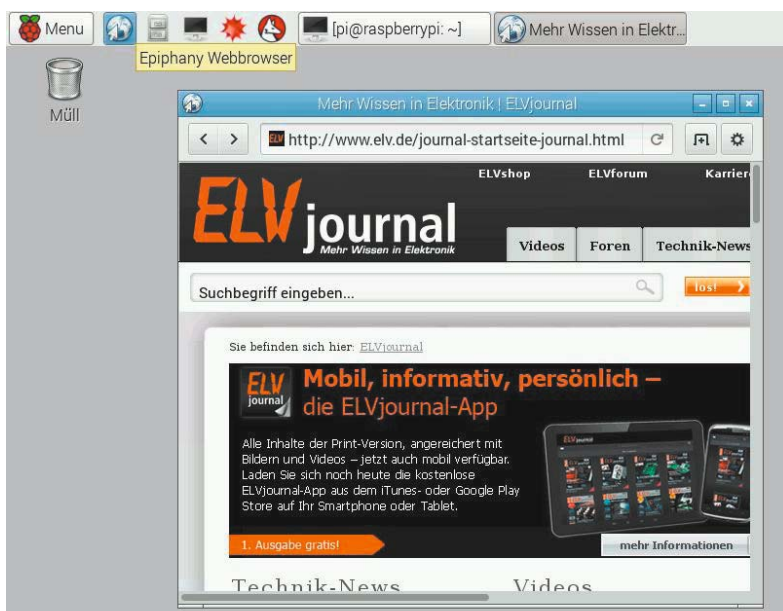 Menu
[pi@raspberrypi: ~]
Mehr Wissen in Elektr...
Epiphany Webbrowser
Müll
Mehr Wissen in Elektronik | ELVjournal
http://www.elv.de/journal-startseite-journal.html
ELVshop ELVforum Karrier
ELV journal
Mehr Wissen in Elektronik
Videos Foren Technik-News
Suchbegriff eingeben...
los!
Sie befinden sich hier: ELVjournal
ELV
journal
Mobil, informativ, persönlich –
die ELVjournal-App
Alle Inhalte der Print-Version, angereichert mit
Bildern und Videos – jetzt auch mobil verfügbar.
Laden Sie sich noch heute die kostenlose
ELVjournal-App aus dem iTunes- oder Google Play
Store auf Ihr Smartphone oder Tablet.
1. Ausgabe gratis!
mehr Informationen
Technik-News Videos